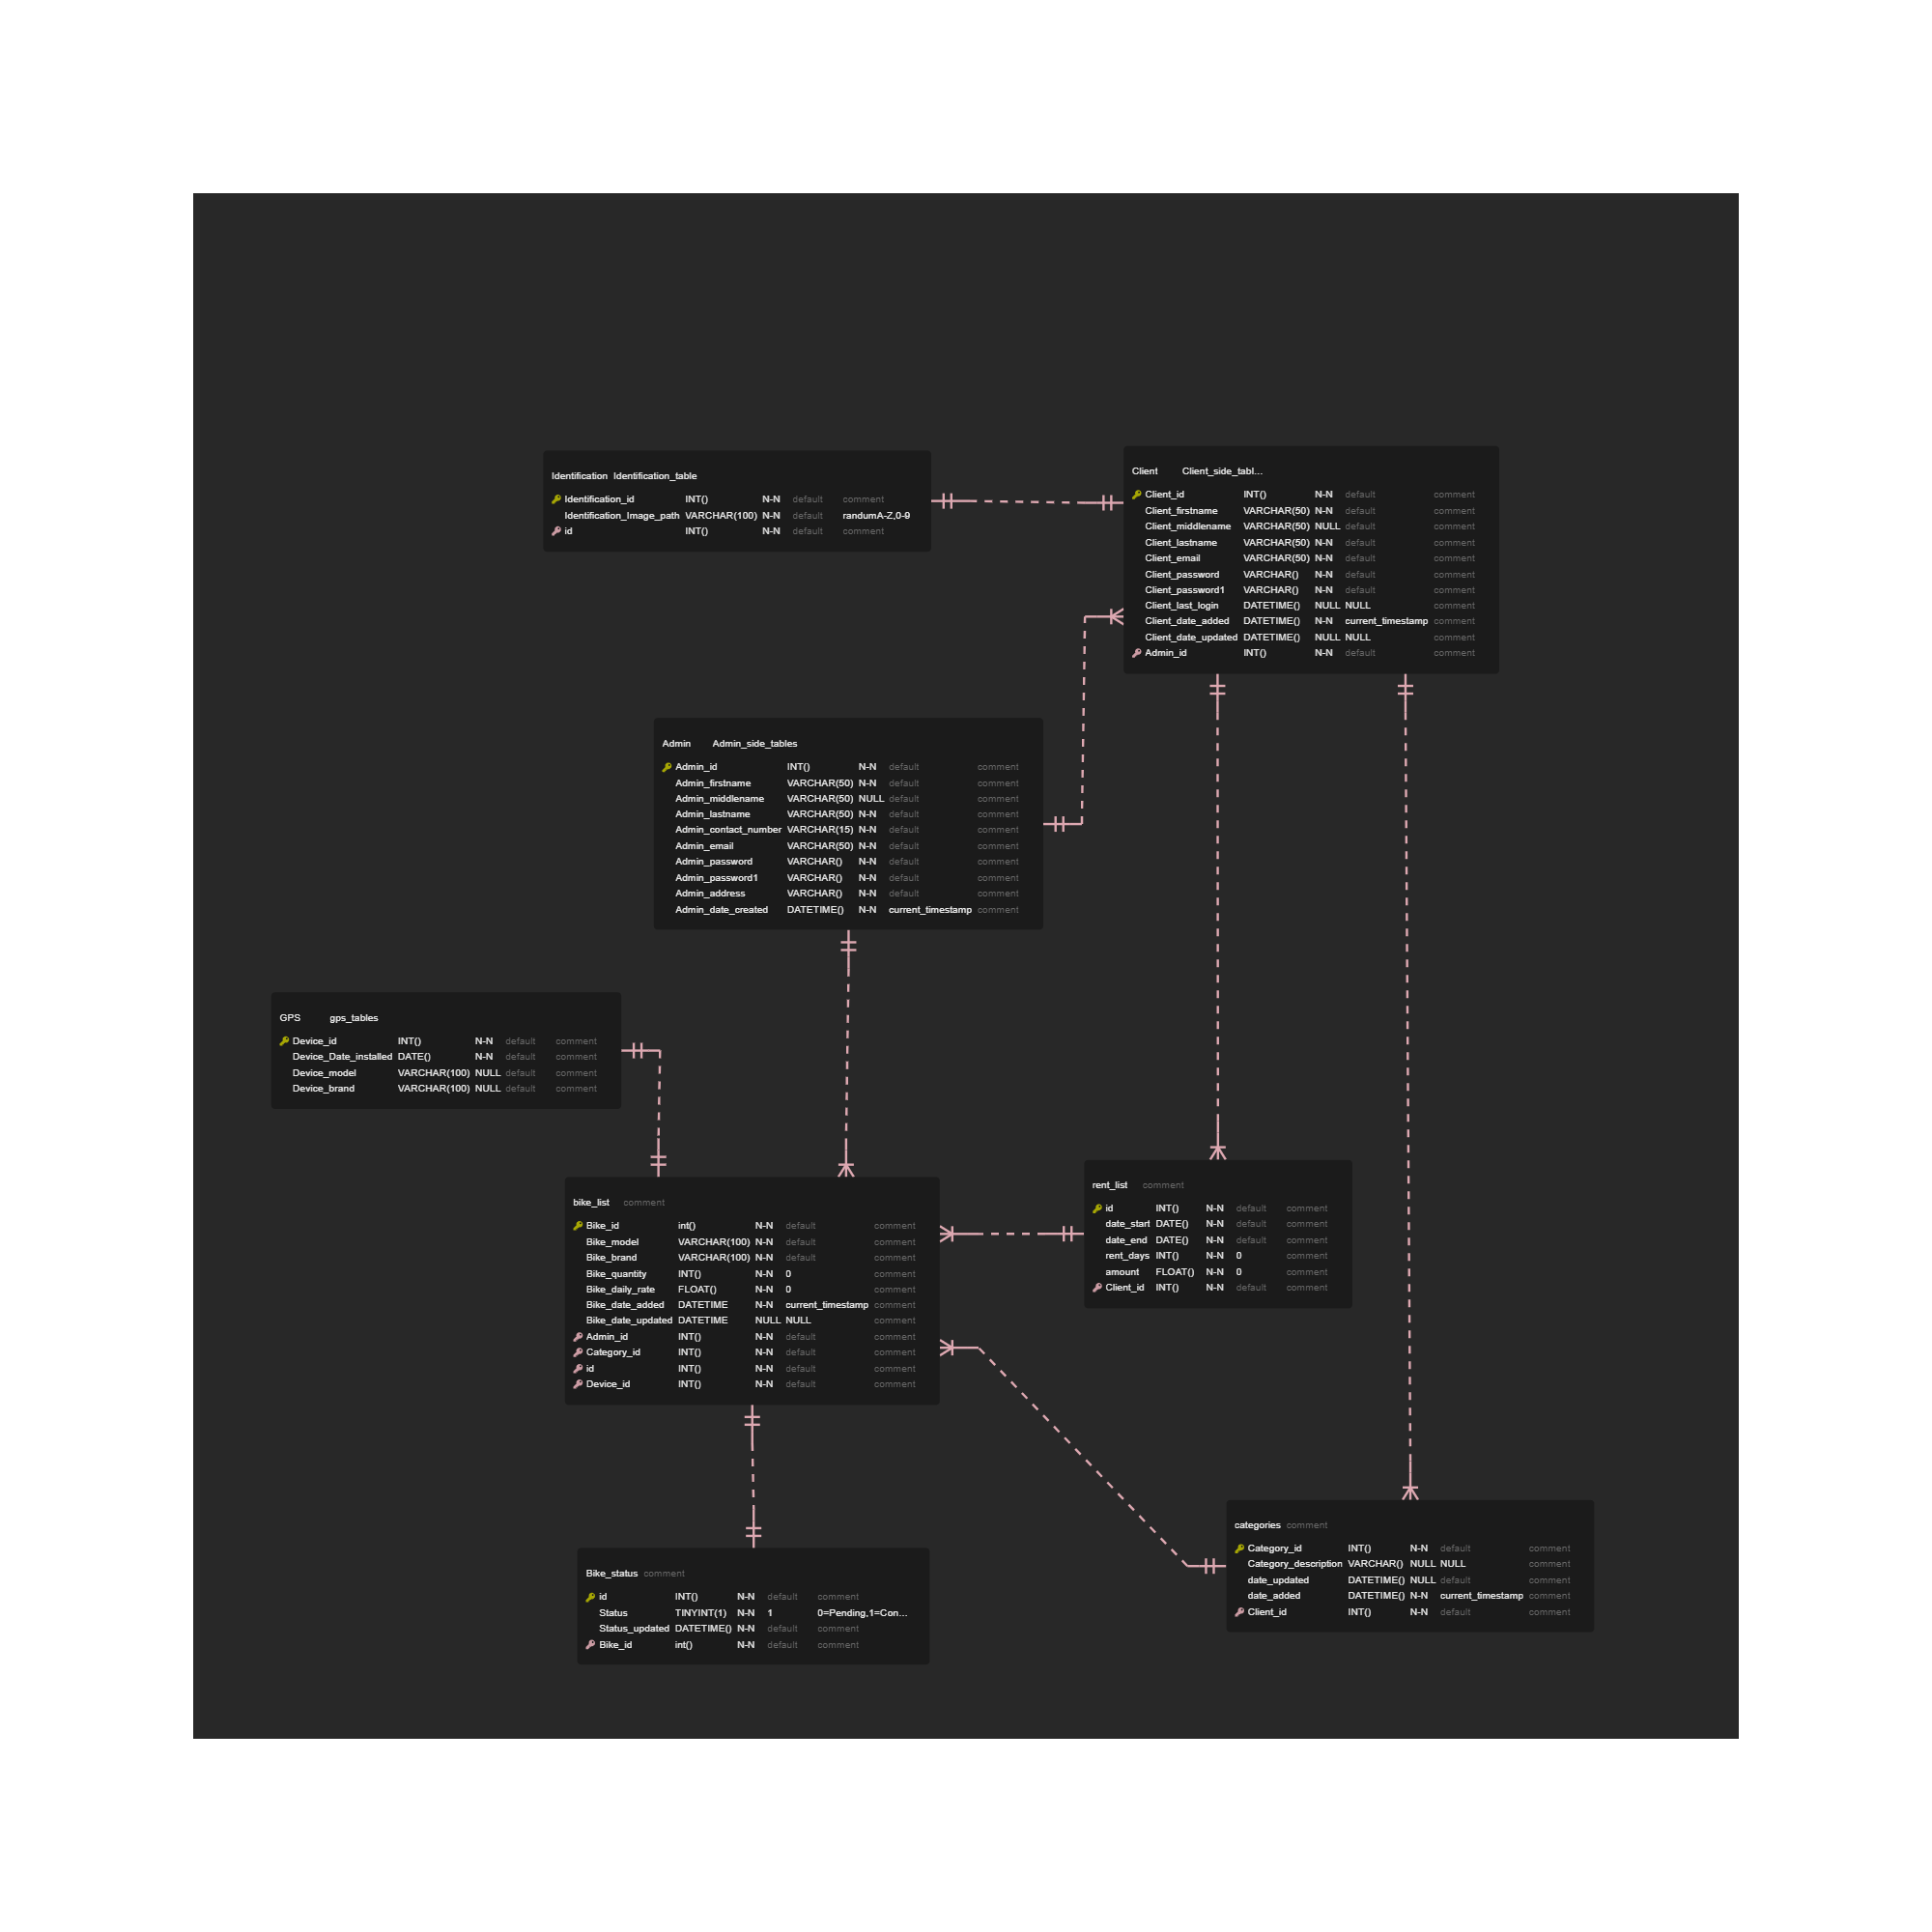 Identification Identification_table
Identification_id INT() N-N default comment
Identification_Image_path VARCHAR(100) N-N default randumA-Z,0-9
id INT() N-N default comment
Client Client_side_tabl...
Client_id INT() N-N default comment
Client_firstname VARCHAR(50) N-N default comment
Client_middlename VARCHAR(50) NULL default comment
Client_lastname VARCHAR(50) N-N default comment
Client_email VARCHAR(50) N-N default comment
Client_password VARCHAR() N-N default comment
Client_password1 VARCHAR() N-N default comment
Client_last_login DATETIME() NULL NULL comment
Client_date_added DATETIME() N-N current_timestamp comment
Client_date_updated DATETIME() NULL NULL comment
Admin_id INT() N-N default comment
Admin Admin_side_tables
Admin_id INT() N-N default comment
Admin_firstname VARCHAR(50) N-N default comment
Admin_middlename VARCHAR(50) NULL default comment
Admin_lastname VARCHAR(50) N-N default comment
Admin_contact_number VARCHAR(15) N-N default comment
Admin_email VARCHAR(50) N-N default comment
Admin_password VARCHAR() N-N default comment
Admin_password1 VARCHAR() N-N default comment
Admin_address VARCHAR() N-N default comment
Admin_date_created DATETIME() N-N current_timestamp comment
GPS gps_tables
Device_id INT() N-N default comment
Device_Date_installed DATE() N-N default comment
Device_model VARCHAR(100) NULL default comment
Device_brand VARCHAR(100) NULL default comment
bike_list comment
Bike_id int() N-N default comment
Bike_model VARCHAR(100) N-N default comment
Bike_brand VARCHAR(100) N-N default comment
Bike_quantity INT() N-N 0 comment
Bike_daily_rate FLOAT() N-N 0 comment
Bike_date_added DATETIME N-N current_timestamp comment
Bike_date_updated DATETIME NULL NULL comment
Admin_id INT() N-N default comment
Category_id INT() N-N default comment
id INT() N-N default comment
Device_id INT() N-N default comment
rent_list comment
id INT() N-N default comment
date_start DATE() N-N default comment
date_end DATE() N-N default comment
rent_days INT() N-N 0 comment
amount FLOAT() N-N 0 comment
Client_id INT() N-N default comment
categories comment
Category_id INT() N-N default comment
Category_description VARCHAR() NULL NULL comment
date_updated DATETIME() NULL default comment
date_added DATETIME() N-N current_timestamp comment
Client_id INT() N-N default comment
Bike_status comment
id INT() N-N default comment
Status TINYINT(1) N-N 1 0=Pending,1=Con...
Status_updated DATETIME() N-N default comment
Bike_id int() N-N default comment